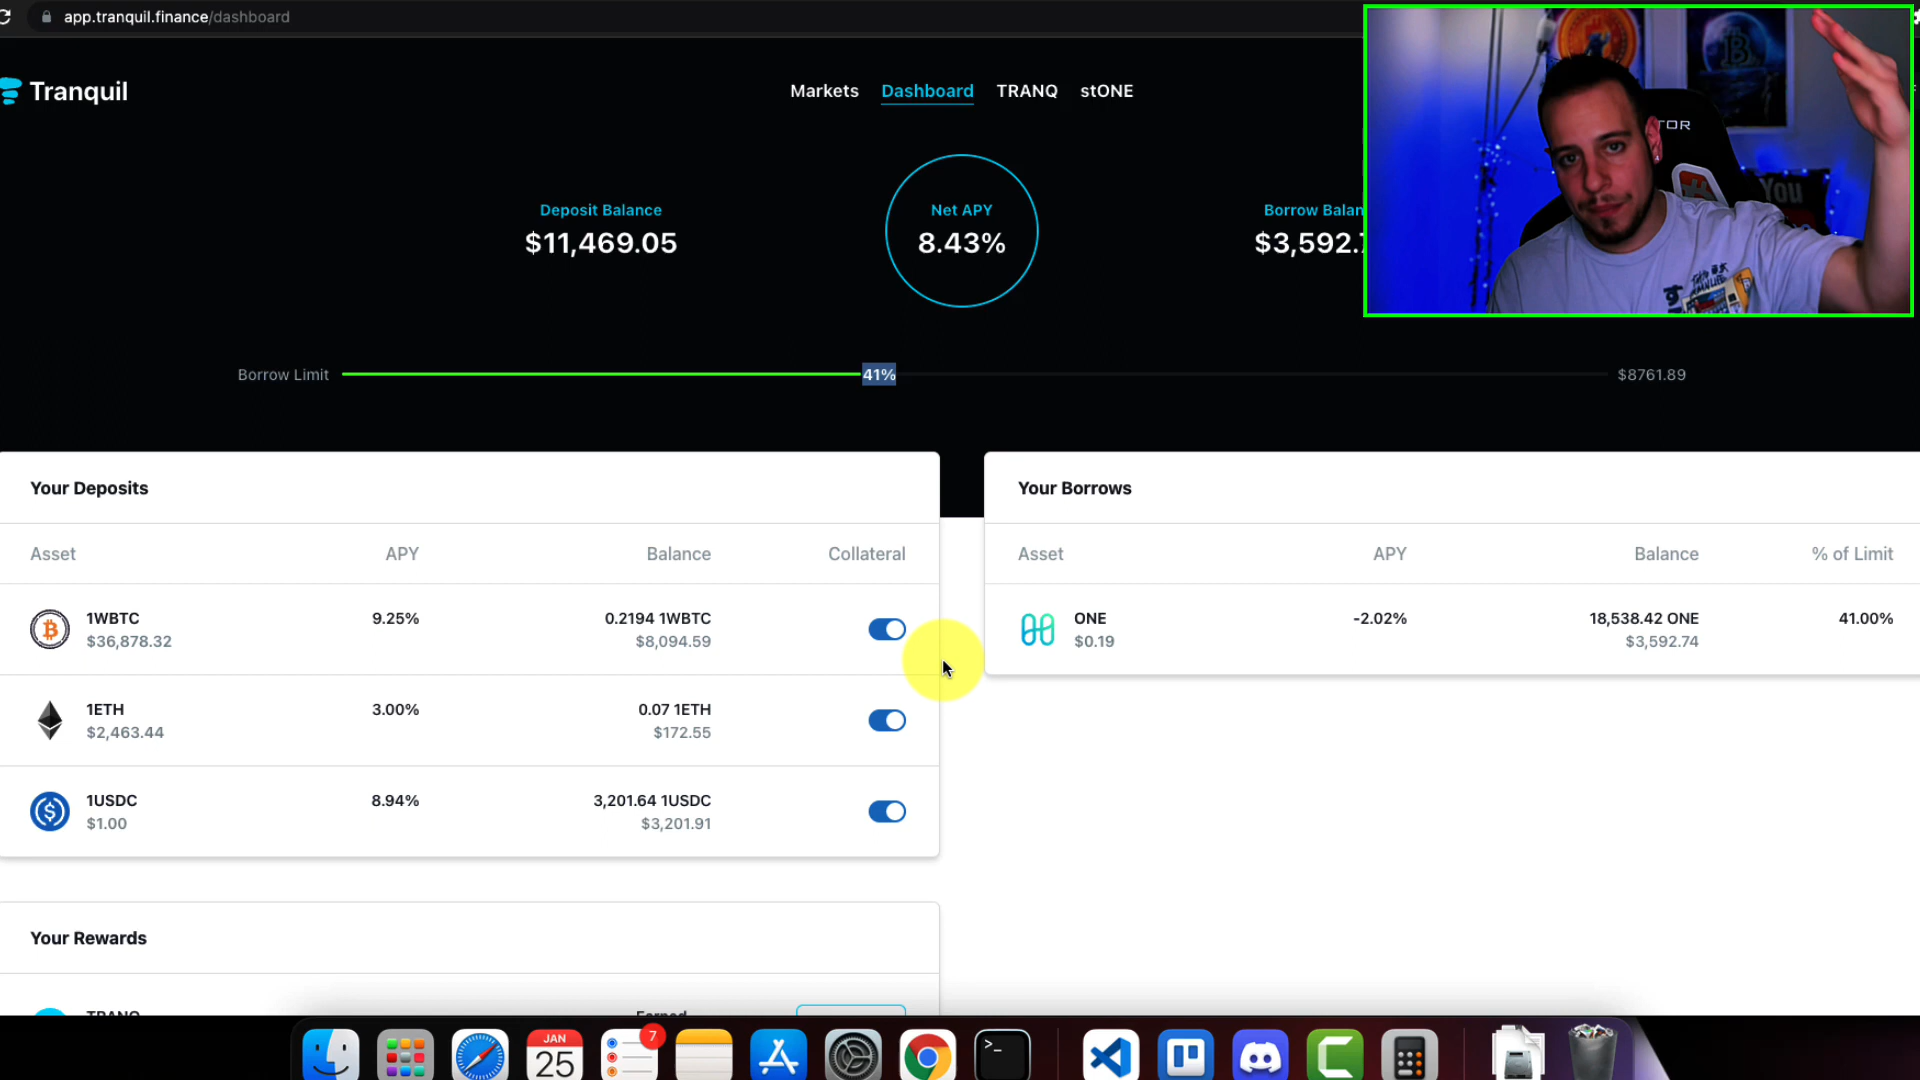 app.tranquil.finance/dashboard
Tranquil
Markets Dashboard TRANQ stONE
Deposit Balance
$11,469.05
Net APY
8.43%
Borrow
$3,592.
Borrow Limit 41% $8761.89
TOR
You
Your Deposits
Asset APY Balance Collateral
1WBTC 9.25% 0.2194 1WBTC
$36,878.32 $8,094.59
1ETH 3.00% 0.07 1ETH
$2,463.44 $172.55
1USDC 8.94% 3,201.64 1USDC
$1.00 $3,201.91
Your Borrows
Asset APY Balance % of Limit
ONE -2.02% 18,538.42 ONE 41.00%
$0.19 $3,592.74
Your Rewards
TRANQ Earned
7
JAN
25